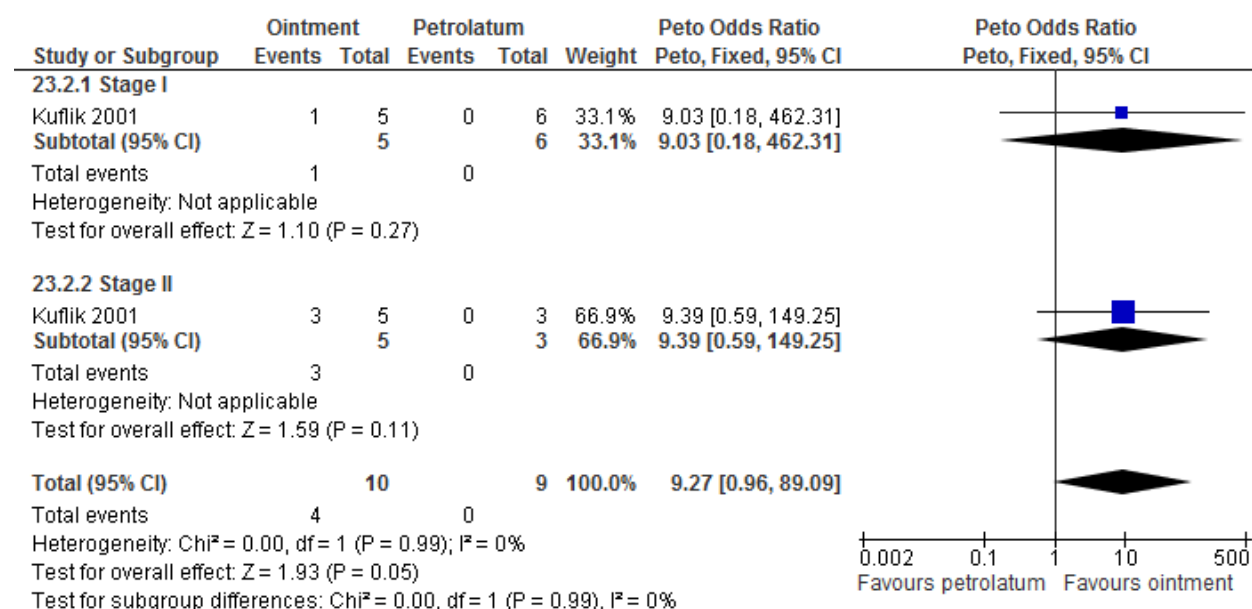 Ointment Petrolatum Peto Odds Ratio Peto Odds Ratio
Study or Subgroup Events Total Events Total Weight Peto, Fixed, 95% CI Peto, Fixed, 95% CI
23.2.1 Stage I
Kuflik 2001 1 5 0 6 33.1% 9.03 [0.18, 462.31]
Subtotal (95% CI) 5 6 33.1% 9.03 [0.18, 462.31]
Total events 1 0
Heterogeneity: Not applicable
Test for overall effect: Z = 1.10 (P = 0.27)
23.2.2 Stage II
Kuflik 2001 3 5 0 3 66.9% 9.39 [0.59, 149.25]
Subtotal (95% CI) 5 3 66.9% 9.39 [0.59, 149.25]
Total events 3 0
Heterogeneity: Not applicable
Test for overall effect: Z = 1.59 (P = 0.11)
Total (95% CI) 10 9 100.0% 9.27 [0.96, 89.09]
Total events 4 0
Heterogeneity: Chi² = 0.00, df = 1 (P = 0.99); I² = 0%
Test for overall effect: Z = 1.93 (P = 0.05)
Test for subgroup differences: Chi² = 0.00, df = 1 (P = 0.99), I² = 0%
0.002 0.1 1 10 500
Favours petrolatum Favours ointment